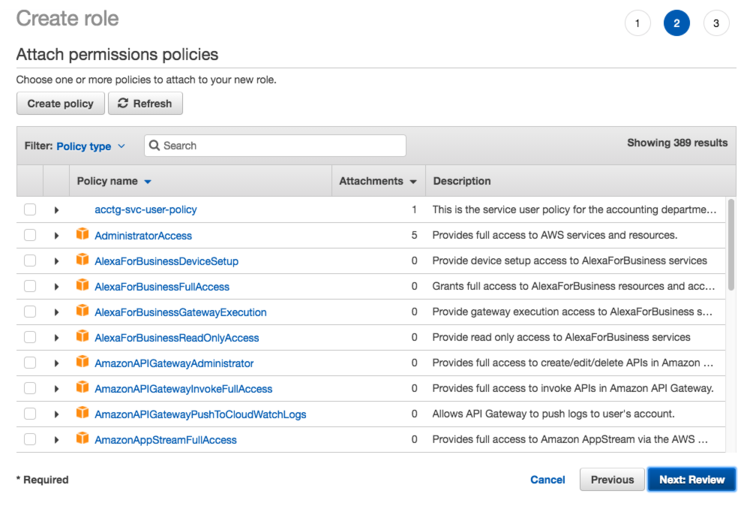 Create role
1 2 3
Attach permissions policies
Choose one or more policies to attach to your new role.
Create policy Refresh
Filter: Policy type Search Showing 389 results
Policy name Attachments Description
acctg-svc-user-policy 1 This is the service user policy for the accounting departme...
AdministratorAccess 5 Provides full access to AWS services and resources.
AlexaForBusinessDeviceSetup 0 Provide device setup access to AlexaForBusiness services
AlexaForBusinessFullAccess 0 Grants full access to AlexaForBusiness resources and acc...
AlexaForBusinessGatewayExecution 0 Provide gateway execution access to AlexaForBusiness s...
AlexaForBusinessReadOnlyAccess 0 Provide read only access to AlexaForBusiness services
AmazonAPIGatewayAdministrator 0 Provides full access to create/edit/delete APIs in Amazon ...
AmazonAPIGatewayInvokeFullAccess 0 Provides full access to invoke APIs in Amazon API Gateway.
AmazonAPIGatewayPushToCloudWatchLogs 0 Allows API Gateway to push logs to user's account.
AmazonAppStreamFullAccess 0 Provides full access to Amazon AppStream via the AWS ...
* Required Cancel Previous Next: Review